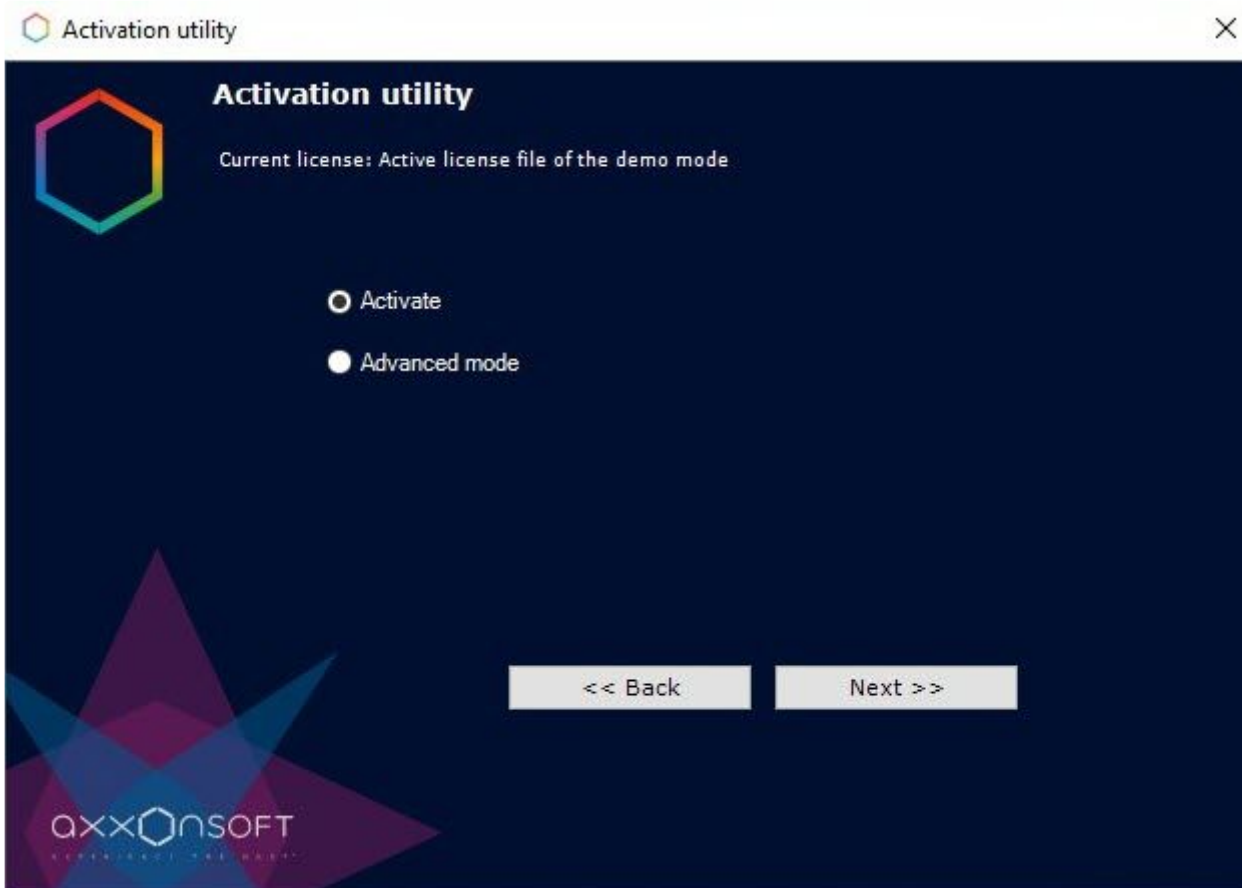 Activation utility
Activation utility
Current license: Active license file of the demo mode
Activate
Advanced mode
<< Back
Next >>
axxonsoft